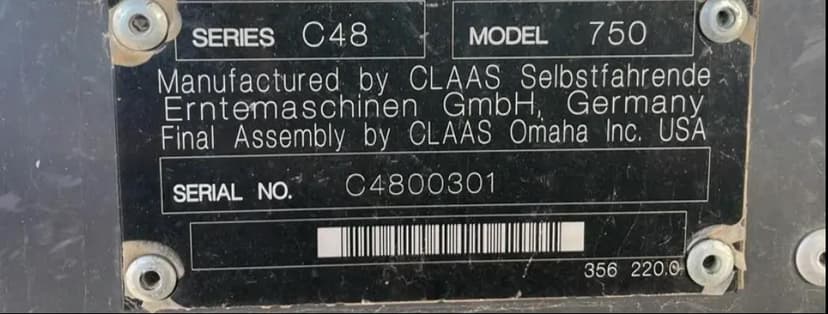 SERIES C48 MODEL 750
Manufactured by CLAAS Selbstfahrende
Erntemaschinen GmbH, Germany
Final Assembly by CLAAS Omaha Inc. USA
SERIAL NO. C4800301
356 220.0